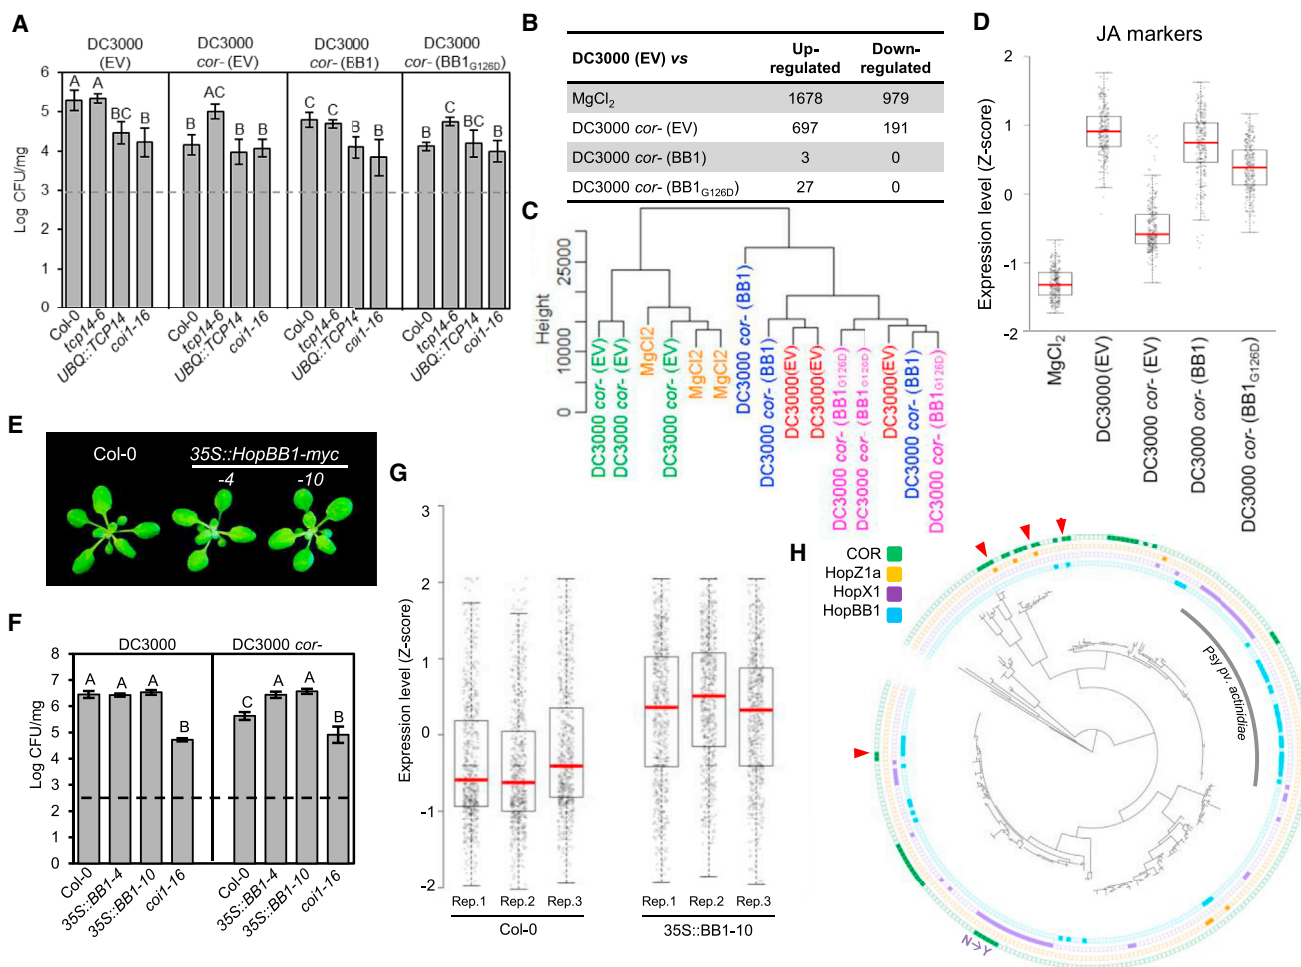 A
DC3000
(EV)
DC3000
cor- (EV)
DC3000
cor- (BB1)
DC3000
cor- (BB1G126D)
Log CFU/mg
6
5
4
3
2
1
0
A
A
BC
B
B
AC
B
B
C
C
B
B
B
C
BC
B
Col-0
tcp14-6
UBQ::TCP14
coi1-16
Col-0
tcp14-6
UBQ::TCP14
coi1-16
Col-0
tcp14-6
UBQ::TCP14
coi1-16
Col-0
tcp14-6
UBQ::TCP14
coi1-16
B
DC3000 (EV) vs Up-regulated Down-regulated
MgCl2 1678 979
DC3000 cor- (EV) 697 191
DC3000 cor- (BB1) 3 0
DC3000 cor- (BB1G126D) 27 0
C
Height
25000
10000
0
DC3000 cor- (EV)
DC3000 cor- (EV)
MgCl2
DC3000 cor- (EV)
MgCl2
MgCl2
DC3000 cor- (BB1)
DC3000 cor- (BB1)
DC3000(EV)
DC3000(EV)
DC3000 cor- (BB1G126D)
DC3000 cor- (BB1G126D)
DC3000(EV)
DC3000 cor- (BB1)
DC3000 cor- (BB1G126D)
D
JA markers
Expression level (Z-score)
2
1
0
-1
-2
MgCl2
DC3000(EV)
DC3000 cor- (EV)
DC3000 cor- (BB1)
DC3000 cor- (BB1G126D)
E
Col-0
35S::HopBB1-myc
-4
-10
F
DC3000
DC3000 cor-
Log CFU/mg
8
7
6
5
4
3
2
1
0
A
A
A
B
C
A
A
B
Col-0
35S::BB1-4
35S::BB1-10
coi1-16
Col-0
35S::BB1-4
35S::BB1-10
coi1-16
G
Expression level (Z-score)
3
2
1
0
-1
-2
Rep.1
Rep.2
Rep.3
Rep.1
Rep.2
Rep.3
Col-0
35S::BB1-10
H
COR
HopZ1a
HopX1
HopBB1
Psy pv. actinidiae
N→Y